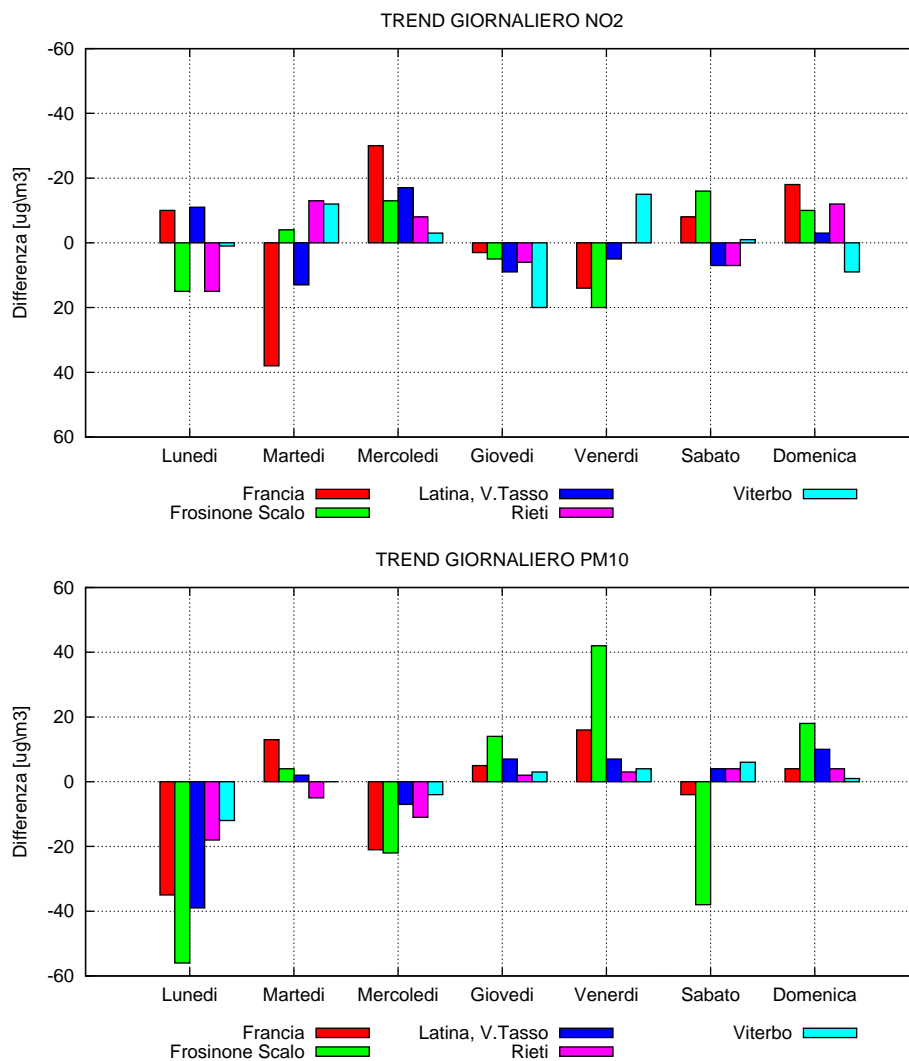 TREND GIORNALIERO NO2
-60
-40
-20
0
20
40
60
Differenza [ug\m3]
Lunedi Martedi Mercoledi Giovedi Venerdi Sabato Domenica
Francia Latina, V.Tasso Viterbo
Frosinone Scalo Rieti
TREND GIORNALIERO PM10
60
40
20
0
-20
-40
-60
Differenza [ug\m3]
Lunedi Martedi Mercoledi Giovedi Venerdi Sabato Domenica
Francia Latina, V.Tasso Viterbo
Frosinone Scalo Rieti